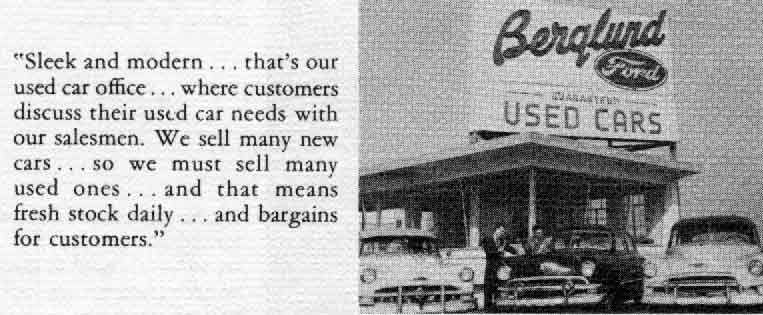 "Sleek and modern . . . that's our
used car office . . . where customers
discuss their used car needs with
our salesmen. We sell many new
cars . . . so we must sell many
used ones . . . and that means
fresh stock daily . . . and bargains
for customers."
Berglund
Ford
GUARANTEED
USED CARS